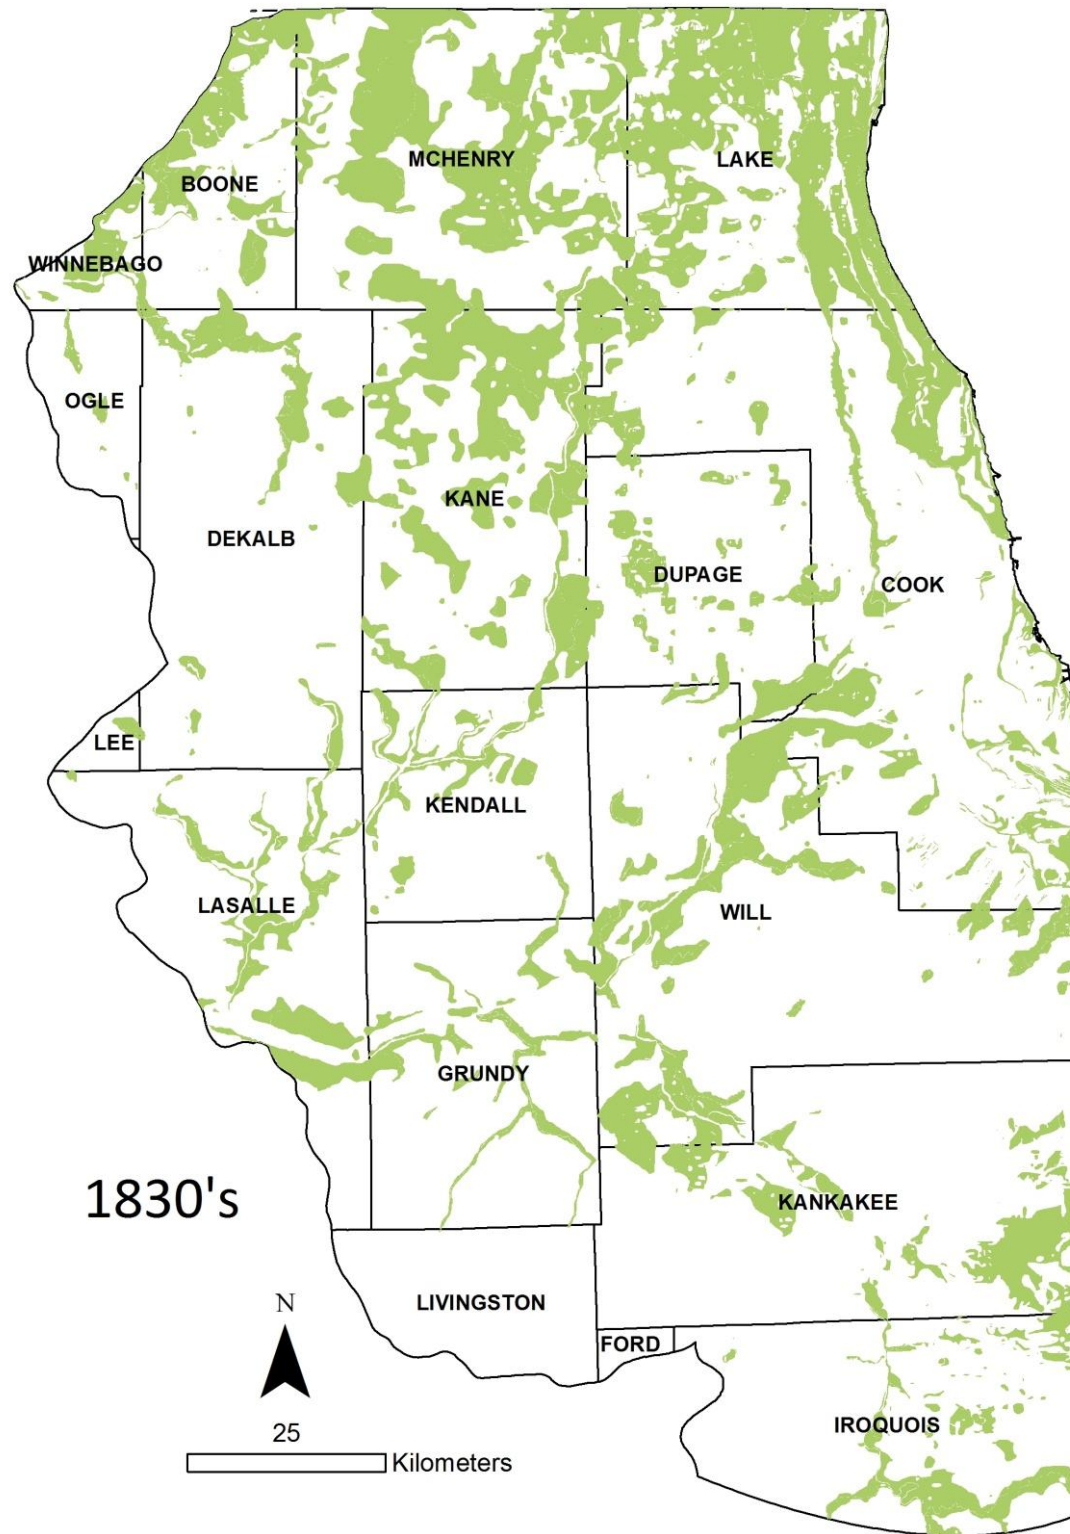 MCHENRY
LAKE
BOONE
WINNEBAGO
OGLE
KANE
DEKALB
DUPAGE
COOK
LEE
KENDALL
LASALLE
WILL
GRUNDY
1830's
KANKAKEE
N
LIVINGSTON
FORD
IROQUOIS
25
Kilometers